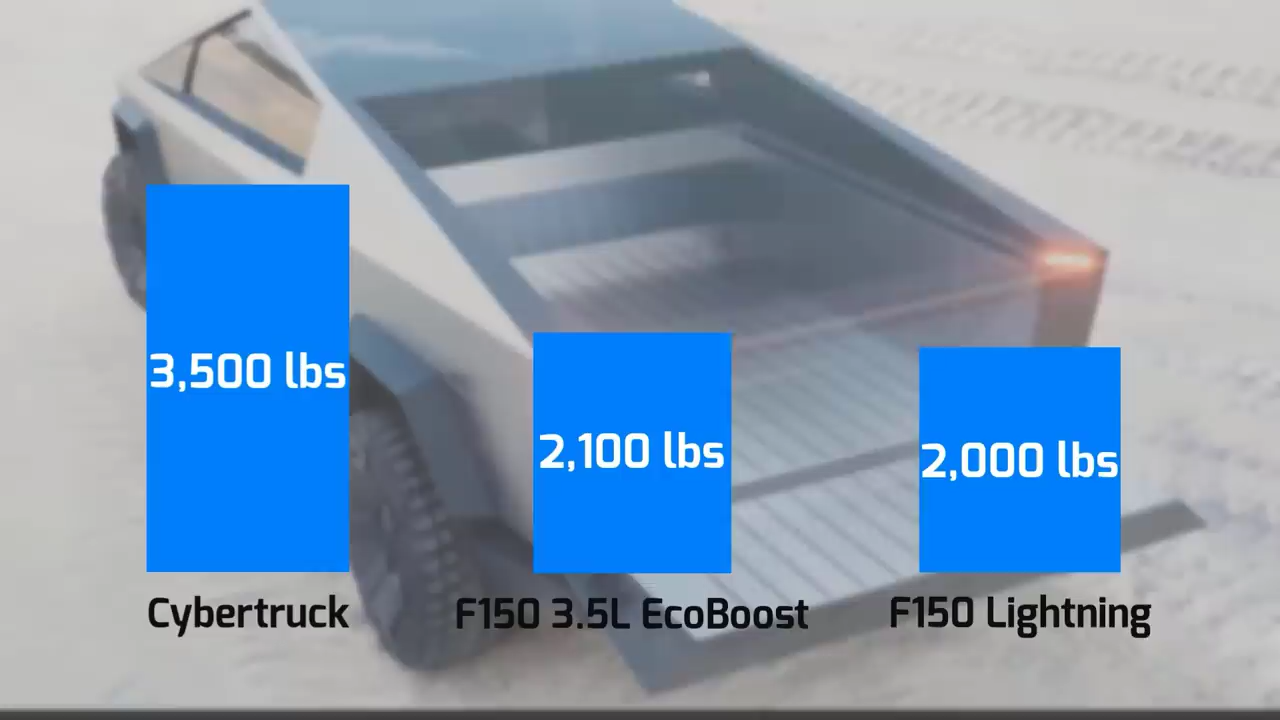 3,500 lbs
2,100 lbs
2,000 lbs
Cybertruck
F150 3.5L EcoBoost
F150 Lightning